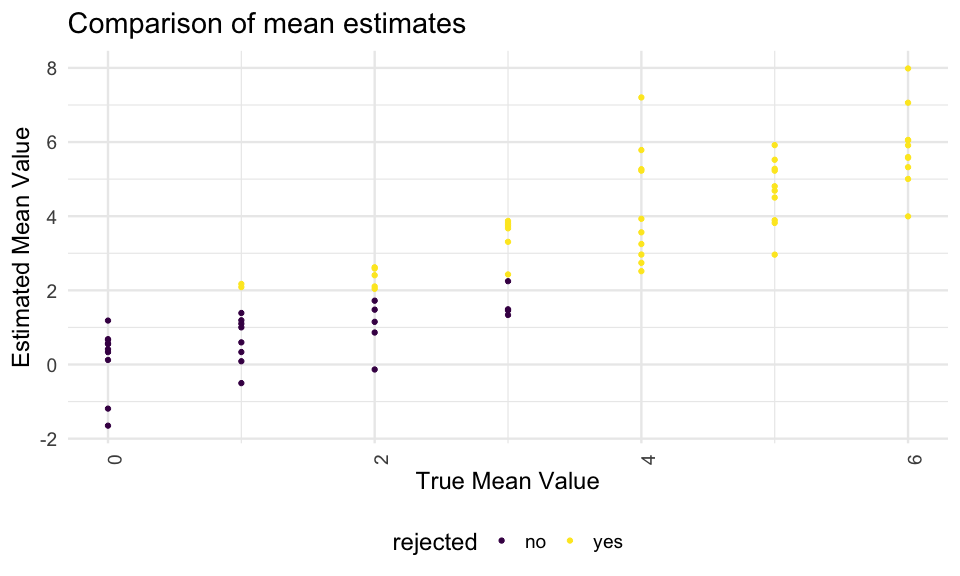 Comparison of mean estimates
Estimated Mean Value
8
6
4
2
0
-2
0
2
4
6
True Mean Value
rejected no yes